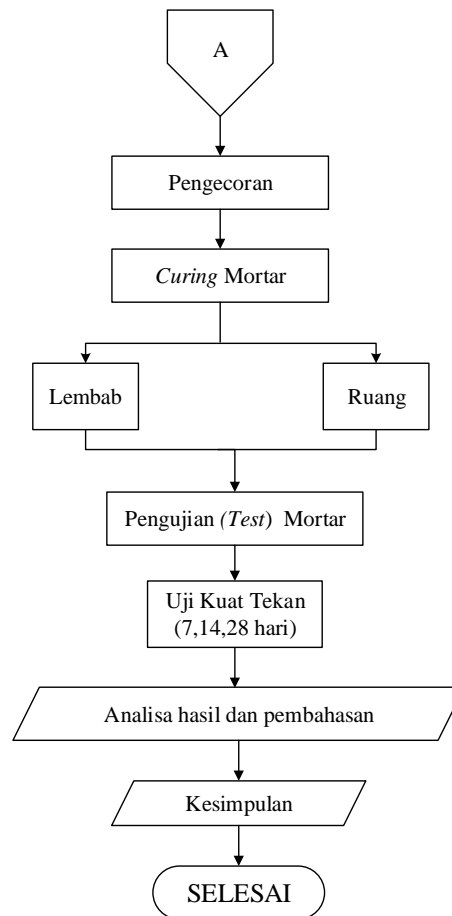 A
Pengecoran
Curing Mortar
Lembab
Ruang
Pengujian (Test) Mortar
Uji Kuat Tekan
(7,14,28 hari)
Analisa hasil dan pembahasan
Kesimpulan
SELESAI